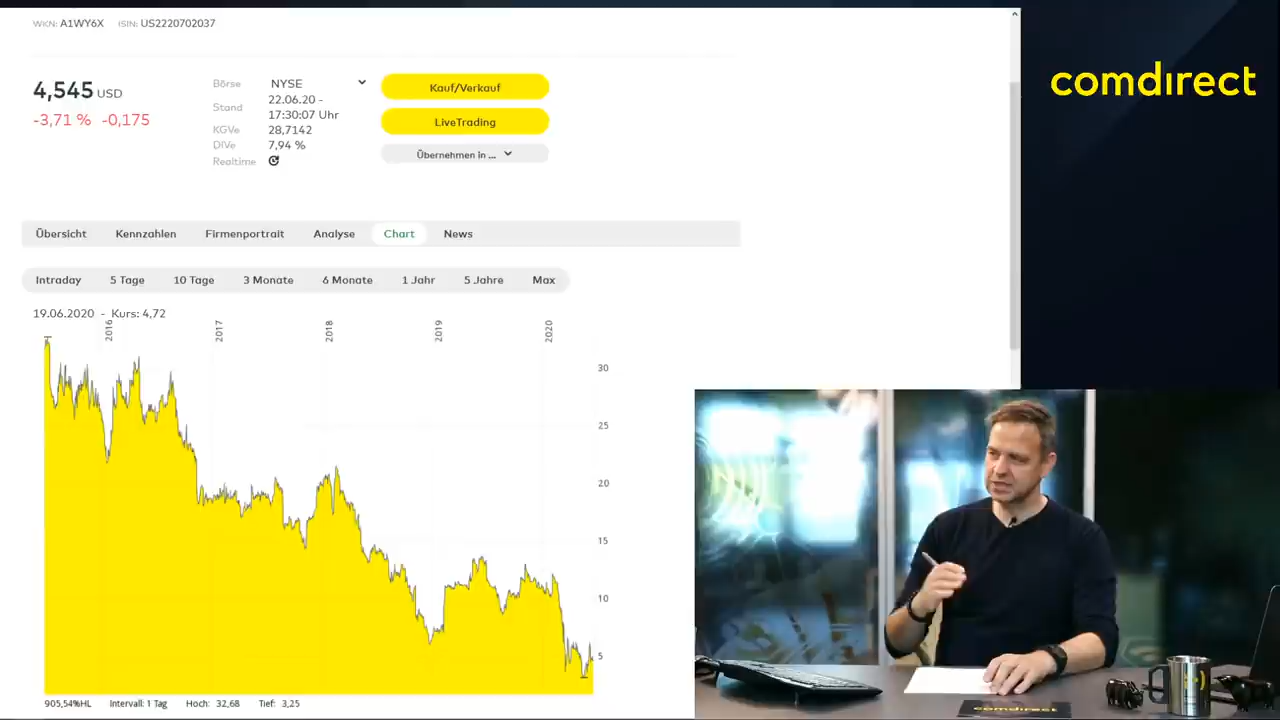 WKN: A1WY6X ISIN: US2220702037
comdirect
4,545 USD
-3,71 % -0,175
Börse NYSE
Stand 22.06.20 -
17:30:07 Uhr
KGVe 28,7142
DIVe 7,94 %
Realtime
Kauf/Verkauf
LiveTrading
Übernehmen in ...
Übersicht Kennzahlen Firmenportrait Analyse Chart News
Intraday 5 Tage 10 Tage 3 Monate 6 Monate 1 Jahr 5 Jahre Max
19.06.2020 - Kurs: 4,72
2016 2017 2018 2019 2020
30
25
20
15
10
5
905,54%HL Intervall: 1 Tag Hoch: 32,68 Tief: 3,25
comdirect